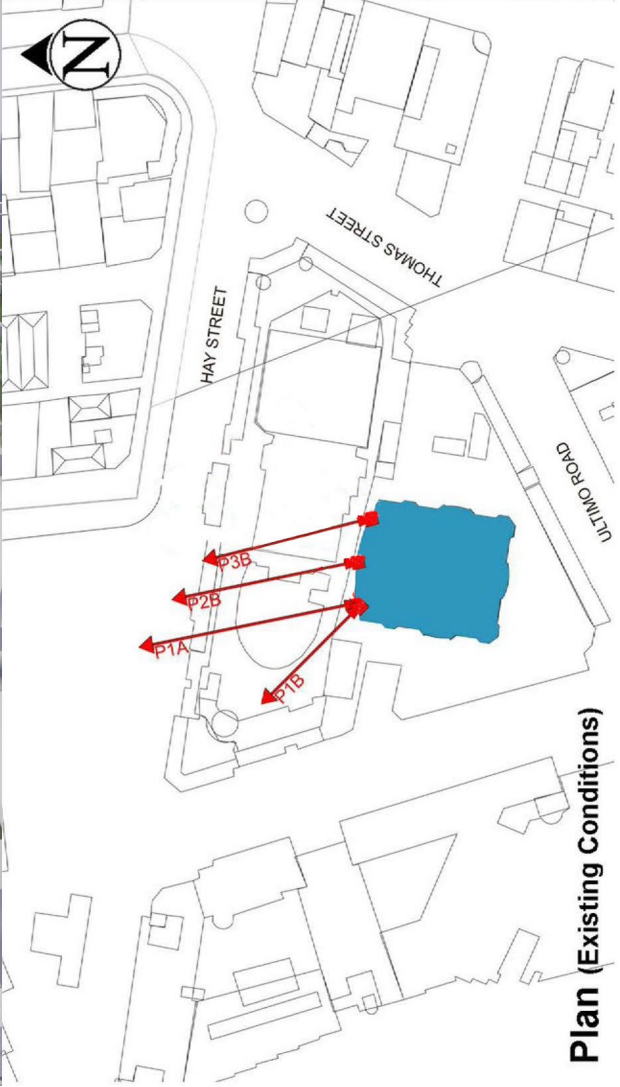 N
THOMAS STREET
HAY STREET
ULTIMO ROAD
P3B
P2B
P1A
P1B
Plan (Existing Conditions)